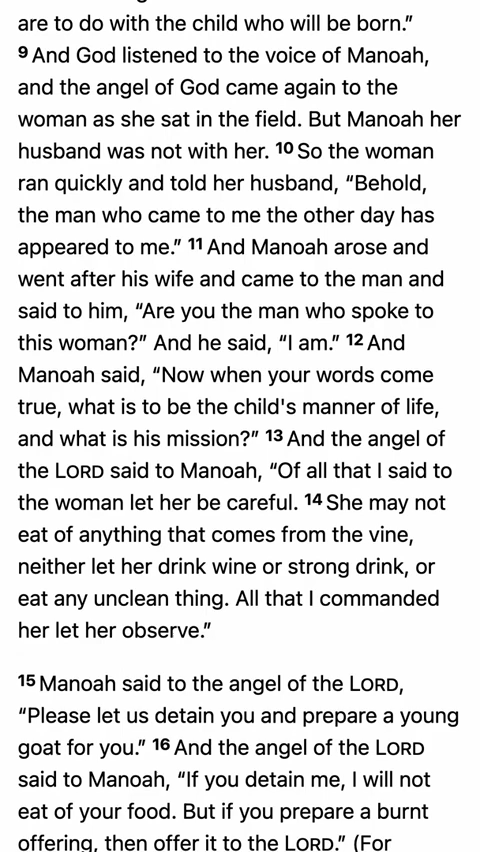 are to do with the child who will be born.”
9 And God listened to the voice of Manoah,
and the angel of God came again to the
woman as she sat in the field. But Manoah her
husband was not with her. 10 So the woman
ran quickly and told her husband, “Behold,
the man who came to me the other day has
appeared to me.” 11 And Manoah arose and
went after his wife and came to the man and
said to him, “Are you the man who spoke to
this woman?” And he said, “I am.” 12 And
Manoah said, “Now when your words come
true, what is to be the child's manner of life,
and what is his mission?” 13 And the angel of
the LORD said to Manoah, “Of all that I said to
the woman let her be careful. 14 She may not
eat of anything that comes from the vine,
neither let her drink wine or strong drink, or
eat any unclean thing. All that I commanded
her let her observe.”
15 Manoah said to the angel of the LORD,
“Please let us detain you and prepare a young
goat for you.” 16 And the angel of the LORD
said to Manoah, “If you detain me, I will not
eat of your food. But if you prepare a burnt
offering, then offer it to the LORD.” (For